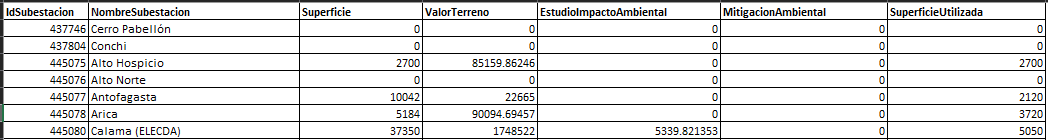 IdSubestacion NombreSubestacion Superficie ValorTerreno EstudioImpactoAmbiental MitigacionAmbiental SuperficieUtilizada
437746 Cerro Pabellón 0 0 0 0 0
437804 Conchi 0 0 0 0 0
445075 Alto Hospicio 2700 85159.86246 0 0 2700
445076 Alto Norte 0 0 0 0 0
445077 Antofagasta 10042 22665 0 0 2120
445078 Arica 5184 90094.69457 0 0 3720
445080 Calama (ELECDA) 37350 1748522 5339.821353 0 5050